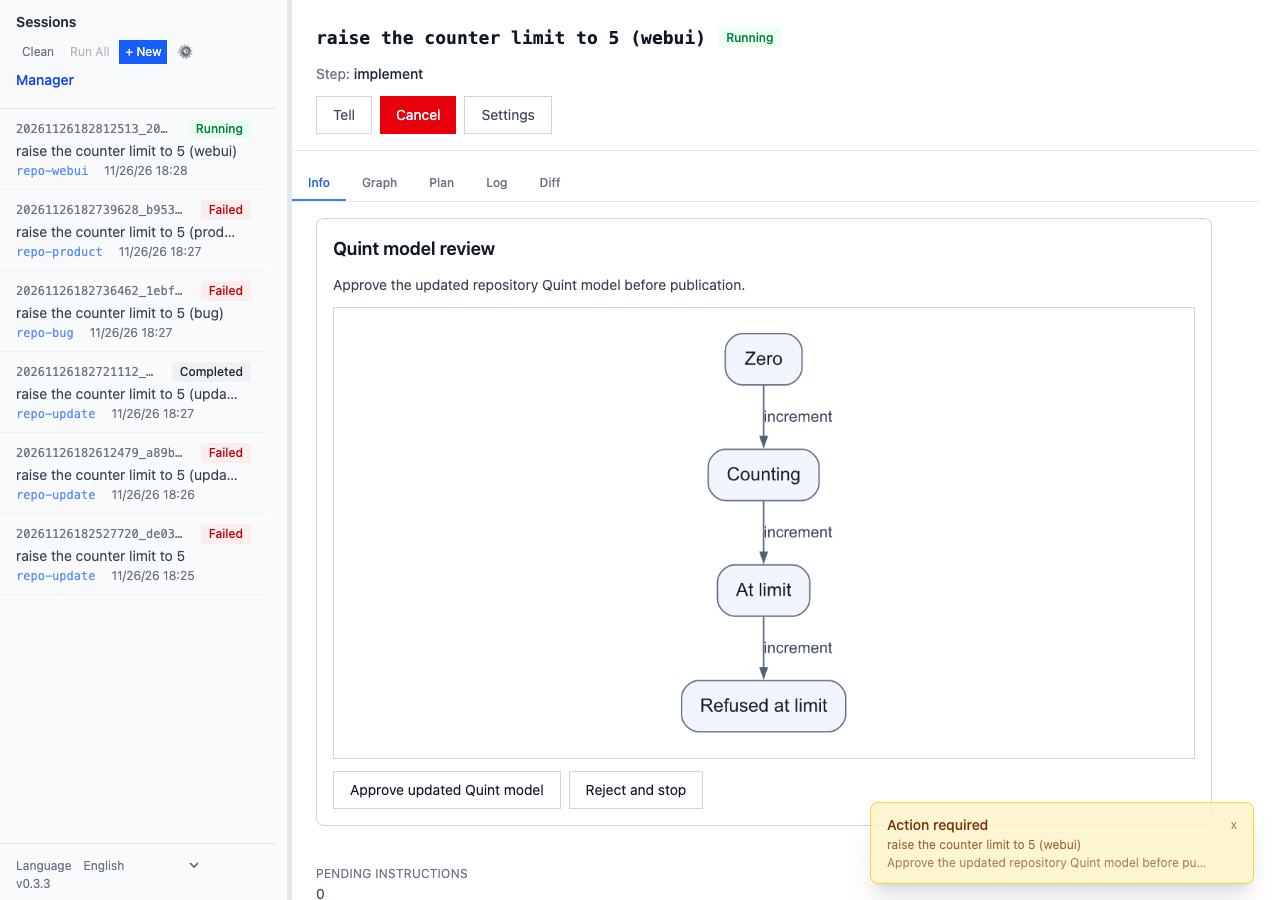 Sessions
Clean Run All + New
Manager
20261126182812513_20… Running
raise the counter limit to 5 (webui)
repo-webui 11/26/26 18:28
20261126182739628_b953… Failed
raise the counter limit to 5 (prod…
repo-product 11/26/26 18:27
20261126182736462_1ebf… Failed
raise the counter limit to 5 (bug)
repo-bug 11/26/26 18:27
20261126182721112_… Completed
raise the counter limit to 5 (upda…
repo-update 11/26/26 18:27
20261126182612479_a89b… Failed
raise the counter limit to 5 (upda…
repo-update 11/26/26 18:26
20261126182527720_de03… Failed
raise the counter limit to 5
repo-update 11/26/26 18:25
Language English
v0.3.3
raise the counter limit to 5 (webui) Running
Step: implement
Tell Cancel Settings
Info Graph Plan Log Diff
Quint model review
Approve the updated repository Quint model before publication.
Zero
increment
Counting
increment
At limit
increment
Refused at limit
Approve updated Quint model Reject and stop
PENDING INSTRUCTIONS
0
Action required x
raise the counter limit to 5 (webui)
Approve the updated repository Quint model before pu…